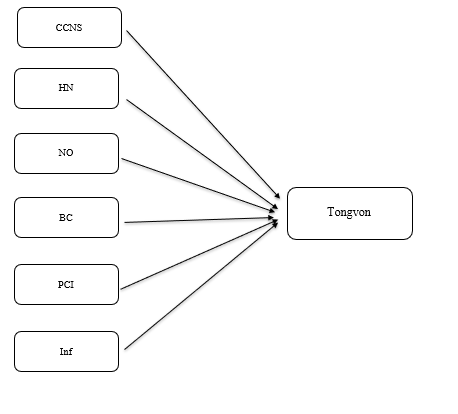 CCNS
HN
NO
BC
PCI
Inf
Tongvon